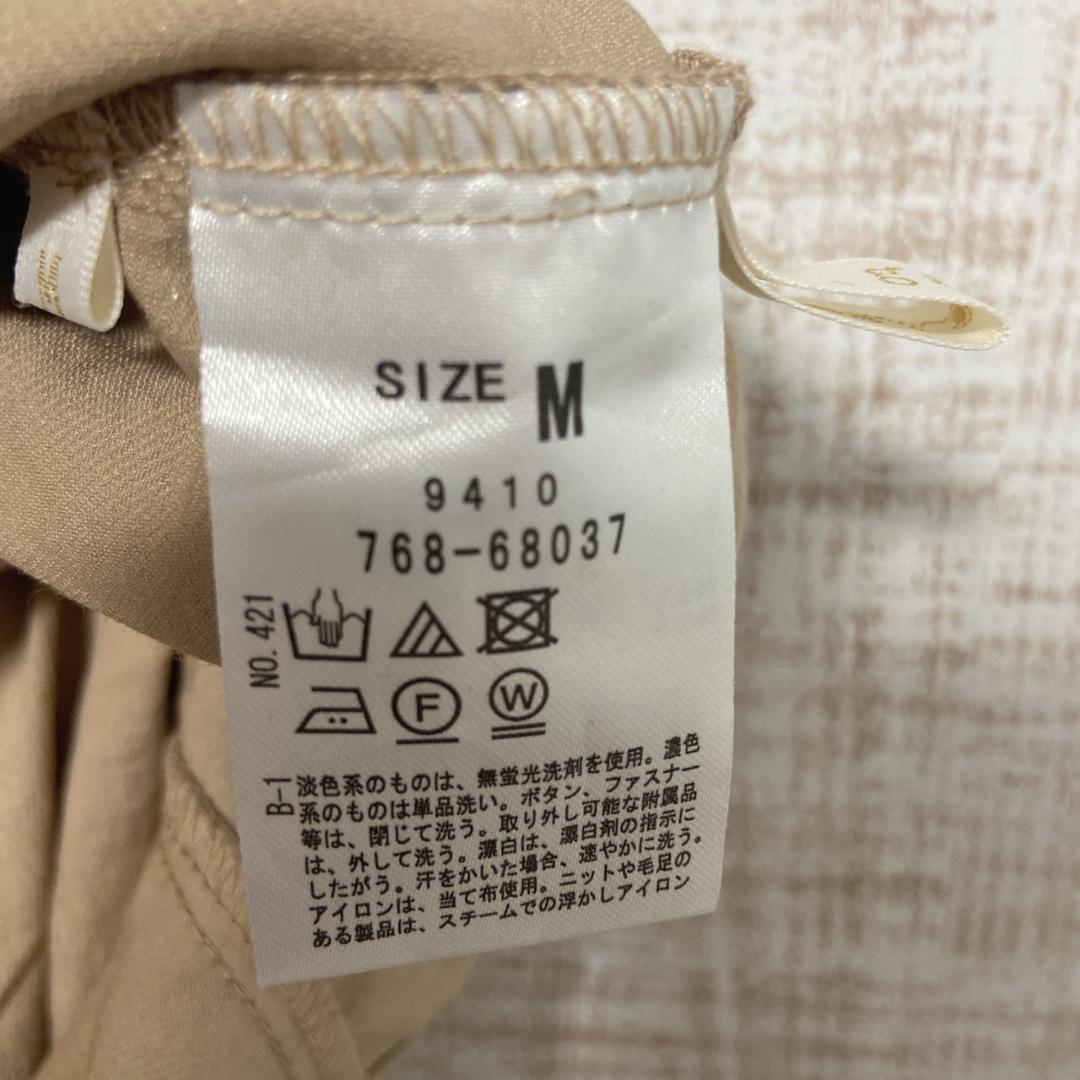 SIZE M
9410
768-68037
NO.421
F
W
B-1
淡色系のものは、無蛍光洗剤を使用。濃色
系のものは単品洗い。ボタン、ファスナー
等は、閉じて洗う。取り外し可能な附属品
は、外して洗う。漂白は、漂白剤の指示に
したがう。汗をかいた場合、速やかに洗う。
アイロンは、当て布使用。ニットや毛足の
ある製品は、スチームでの浮かしアイロン